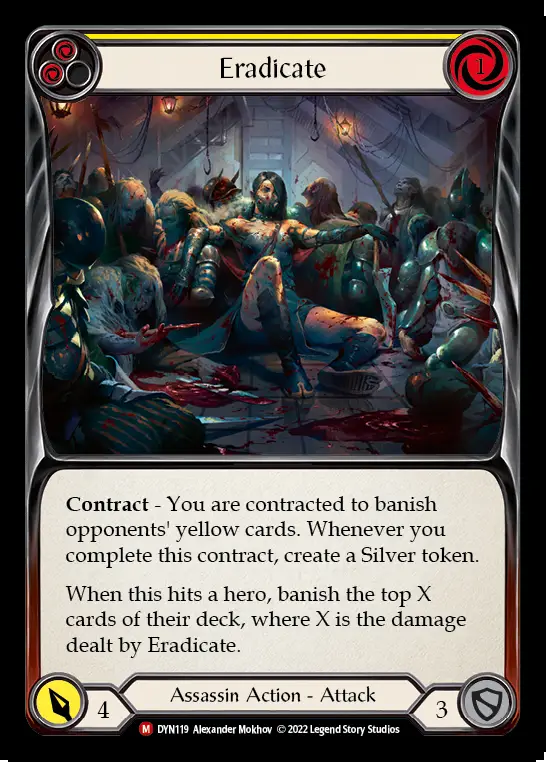 Eradicate
1
Contract - You are contracted to banish
opponents' yellow cards. Whenever you
complete this contract, create a Silver token.
When this hits a hero, banish the top X
cards of their deck, where X is the damage
dealt by Eradicate.
4
Assassin Action - Attack
3
M DYN119 Alexander Mokhov © 2022 Legend Story Studios